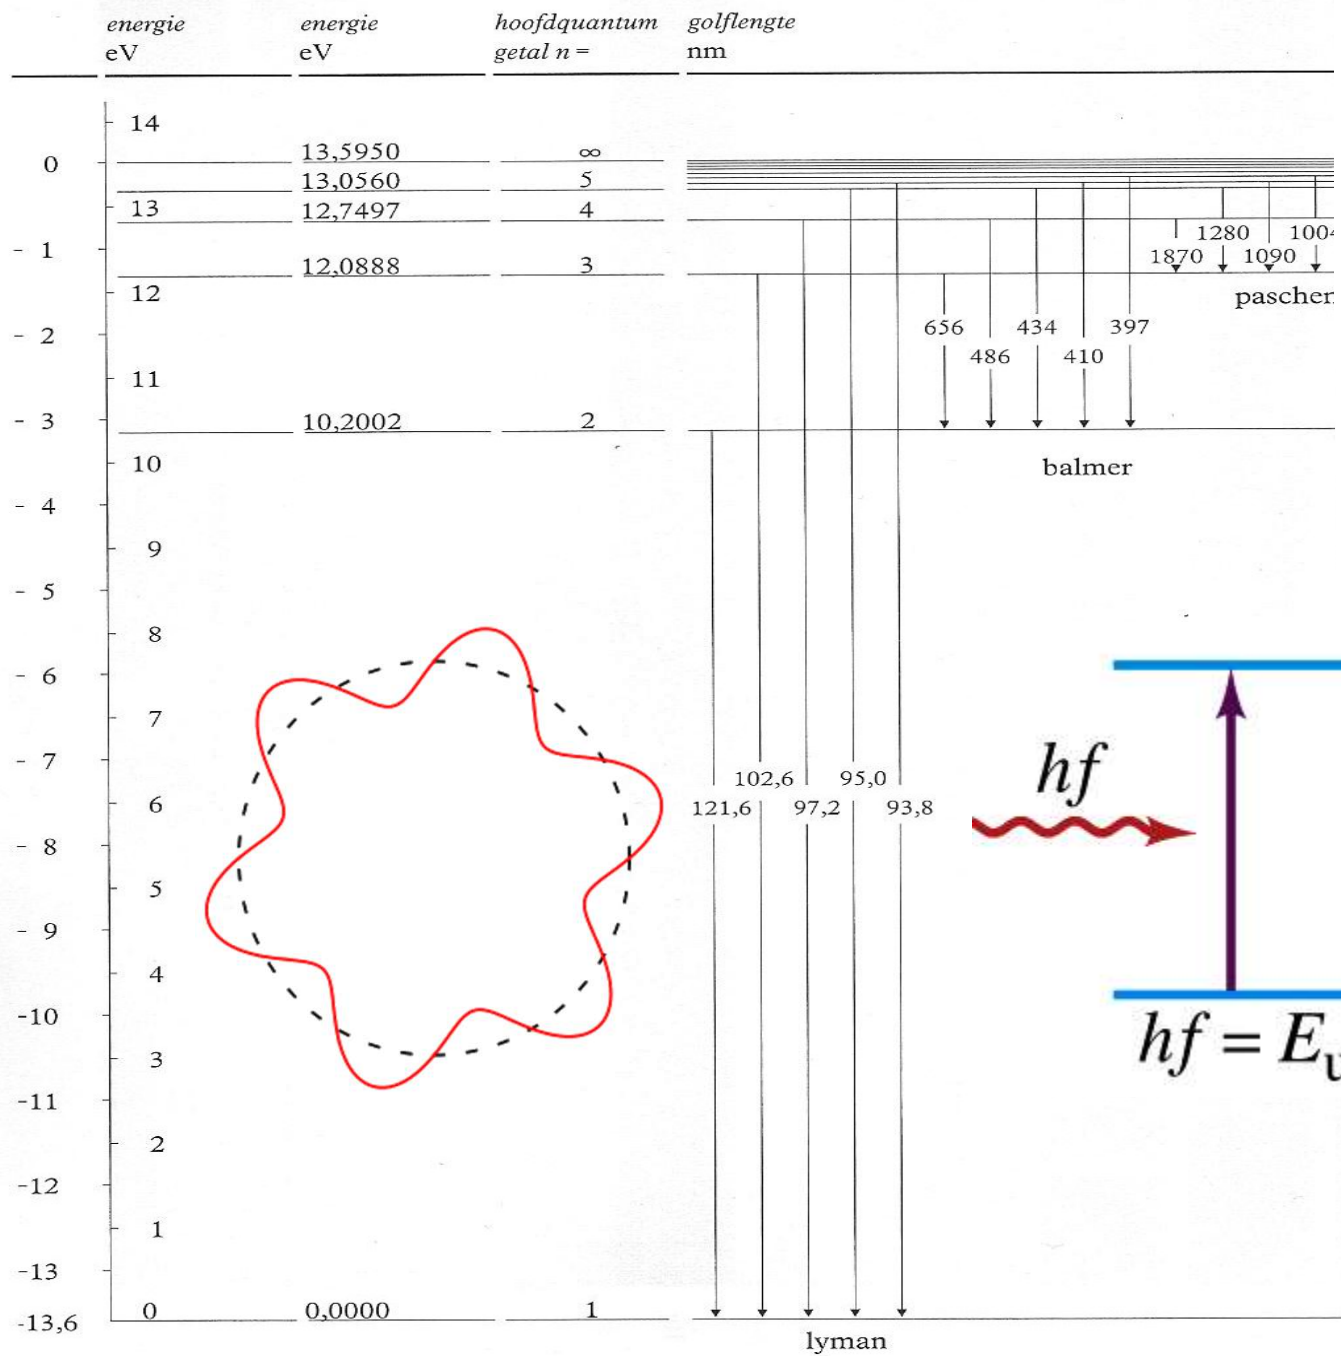 energie energie hoofdquantum golflengte
eV eV getal n = nm
14
13,5950 ∞
0
13,0560 5
13 12,7497 4
1280 1004
- 1 1870 1090
12,0888 3
12 paschen
- 2 656 434 397
486 410
11
- 3 10,2002 2
10 balmer
- 4
9
- 5
8
- 6
7
- 7
hf
102,6 95,0
6 121,6 97,2 93,8
- 8
5
- 9
4
-10
hf = E
3
-11
2
-12
1
-13
0 0,0000 1
-13,6
lyman